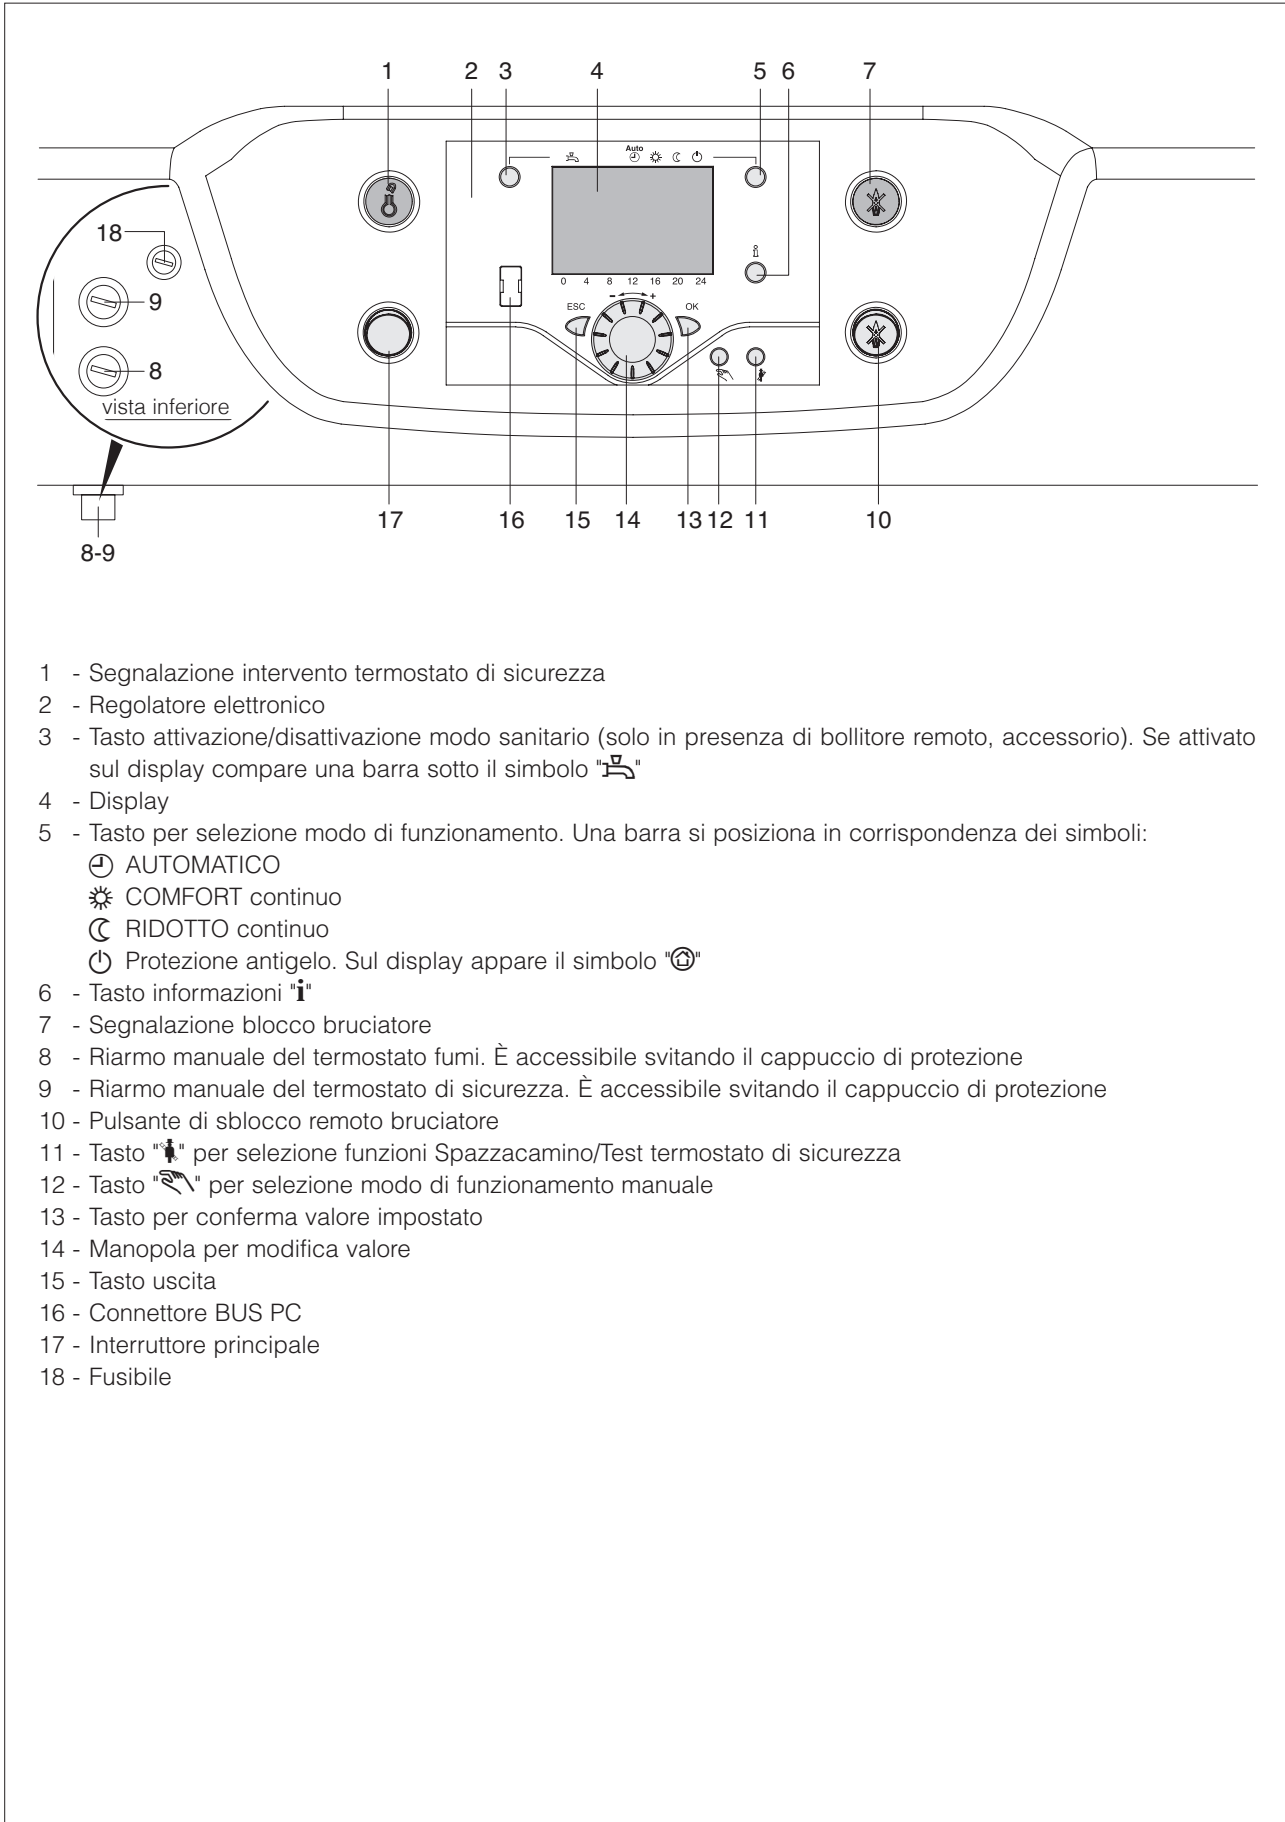 1 2 3 4 5 6 7
Auto
18
9
0 4 8 12 16 20 24
- +
ESC OK
8
vista inferiore
17 16 15 14 13 12 11 10
8-9
1 - Segnalazione intervento termostato di sicurezza
2 - Regolatore elettronico
3 - Tasto attivazione/disattivazione modo sanitario (solo in presenza di bollitore remoto, accessorio). Se attivato
sul display compare una barra sotto il simbolo " "
4 - Display
5 - Tasto per selezione modo di funzionamento. Una barra si posiziona in corrispondenza dei simboli:
AUTOMATICO
COMFORT continuo
RIDOTTO continuo
Protezione antigelo. Sul display appare il simbolo " "
6 - Tasto informazioni "i"
7 - Segnalazione blocco bruciatore
8 - Riarmo manuale del termostato fumi. È accessibile svitando il cappuccio di protezione
9 - Riarmo manuale del termostato di sicurezza. È accessibile svitando il cappuccio di protezione
10 - Pulsante di sblocco remoto bruciatore
11 - Tasto " " per selezione funzioni Spazzacamino/Test termostato di sicurezza
12 - Tasto " " per selezione modo di funzionamento manuale
13 - Tasto per conferma valore impostato
14 - Manopola per modifica valore
15 - Tasto uscita
16 - Connettore BUS PC
17 - Interruttore principale
18 - Fusibile